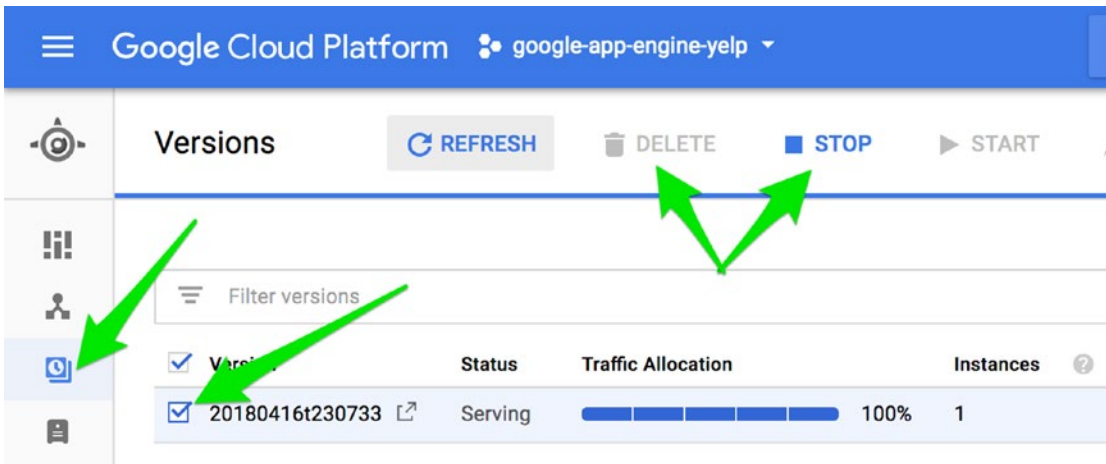 Google Cloud Platform google-app-engine-yelp
Versions REFRESH DELETE STOP START
Filter versions
Status Traffic Allocation Instances
20180416t230733 Serving 100% 1